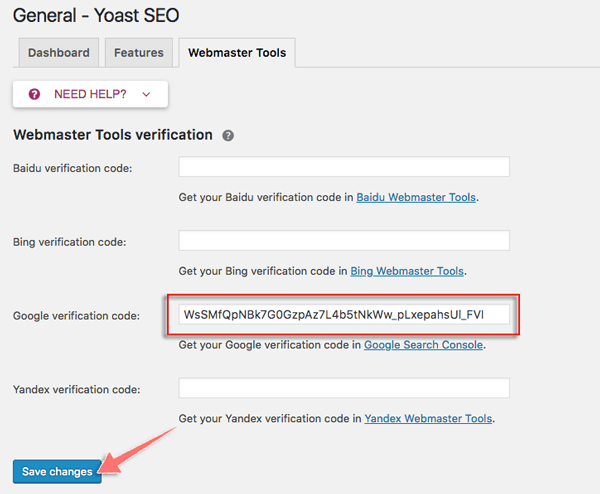 General - Yoast SEO
Dashboard Features Webmaster Tools
? NEED HELP?
Webmaster Tools verification ?
Baidu verification code:
Get your Baidu verification code in Baidu Webmaster Tools.
Bing verification code:
Get your Bing verification code in Bing Webmaster Tools.
Google verification code: WsSMfQpNBk7G0GzpAz7L4b5tNkWw_pLxepahsUl_FVI
Get your Google verification code in Google Search Console.
Yandex verification code:
Get your Yandex verification code in Yandex Webmaster Tools.
Save changes